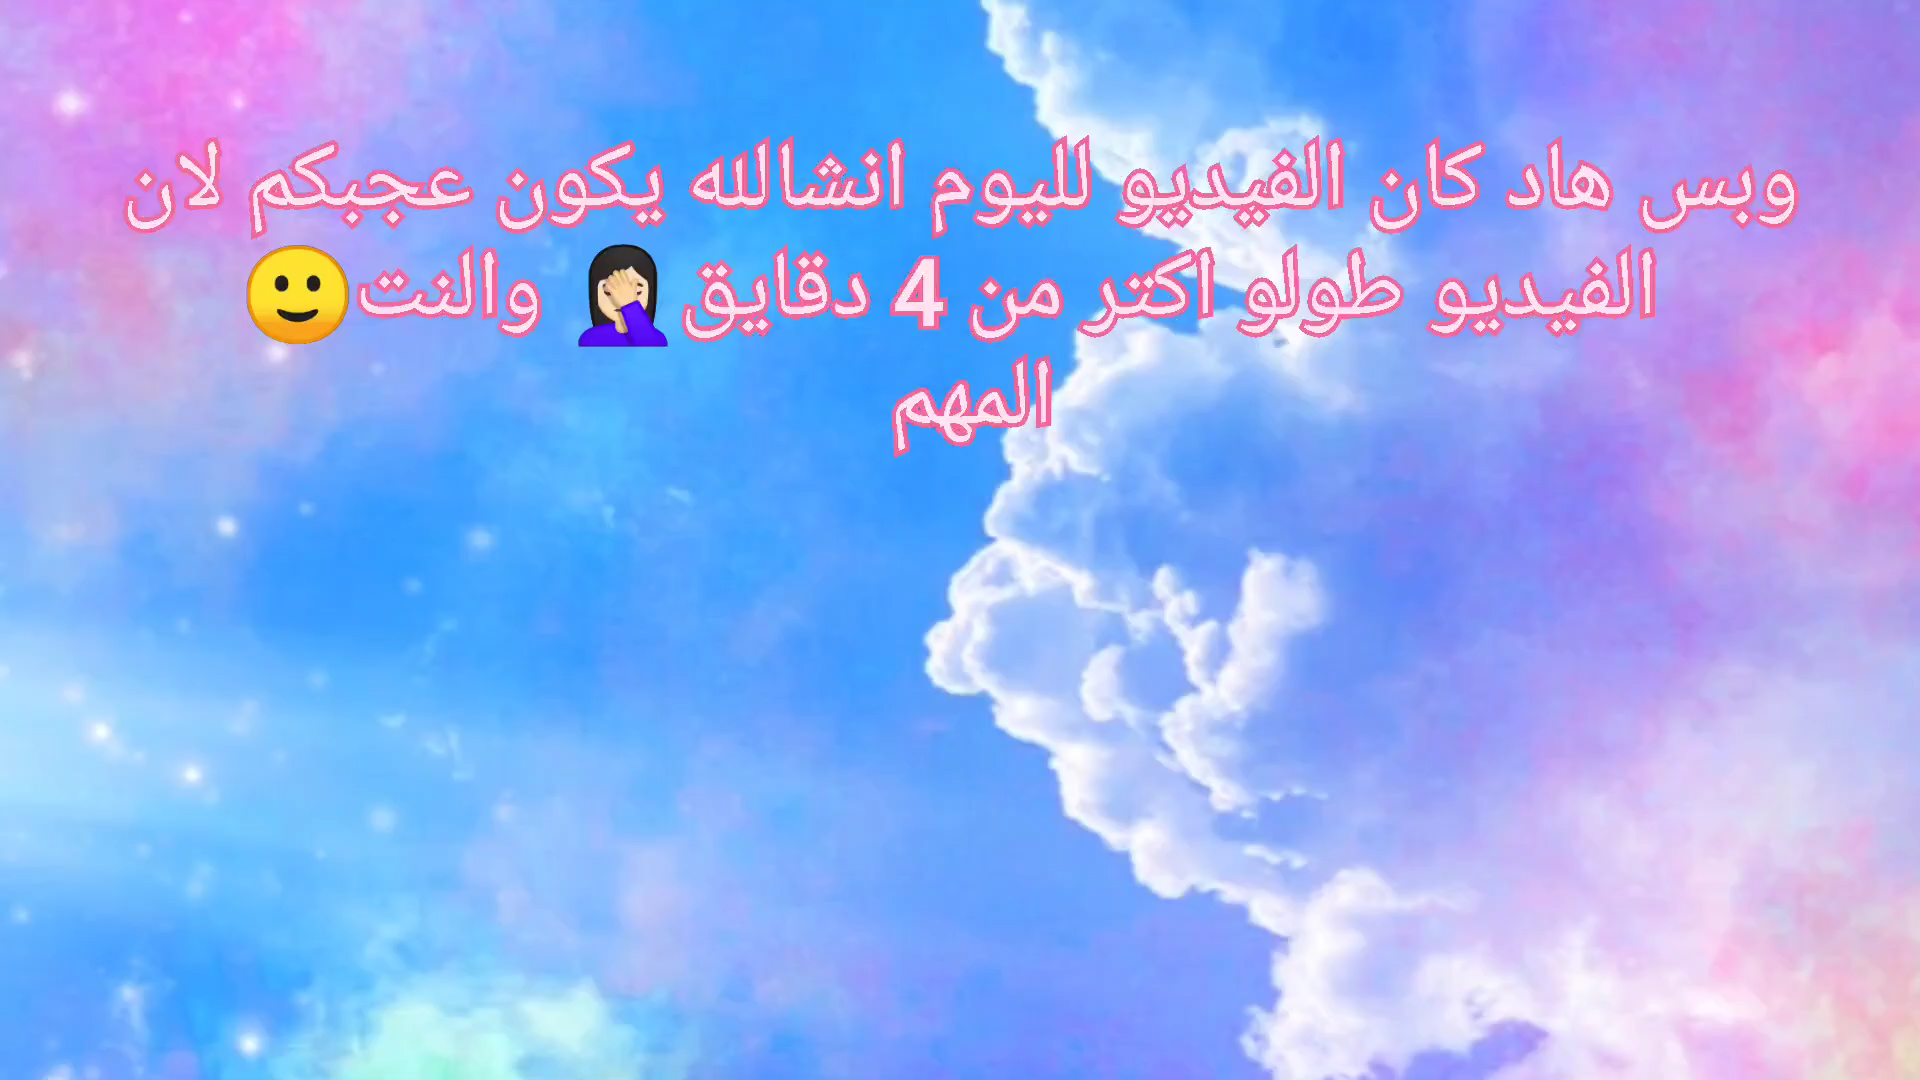 وبس هاد كان الفيديو لليوم انشالله يكون عجبكم لان
الفيديو طولو اكتر من 4 دقايق🤦🏻‍♀️ والنت🙂
المهم